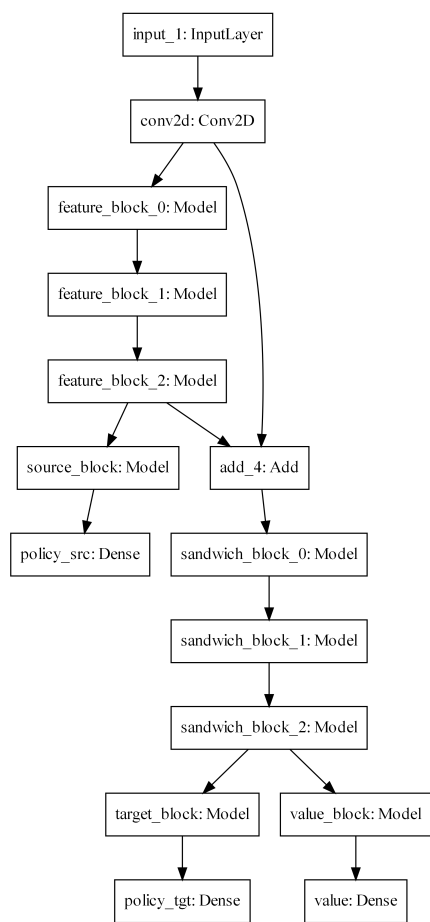 input_1: InputLayer
conv2d: Conv2D
feature_block_0: Model
feature_block_1: Model
feature_block_2: Model
source_block: Model
add_4: Add
policy_src: Dense
sandwich_block_0: Model
sandwich_block_1: Model
sandwich_block_2: Model
target_block: Model
value_block: Model
policy_tgt: Dense
value: Dense